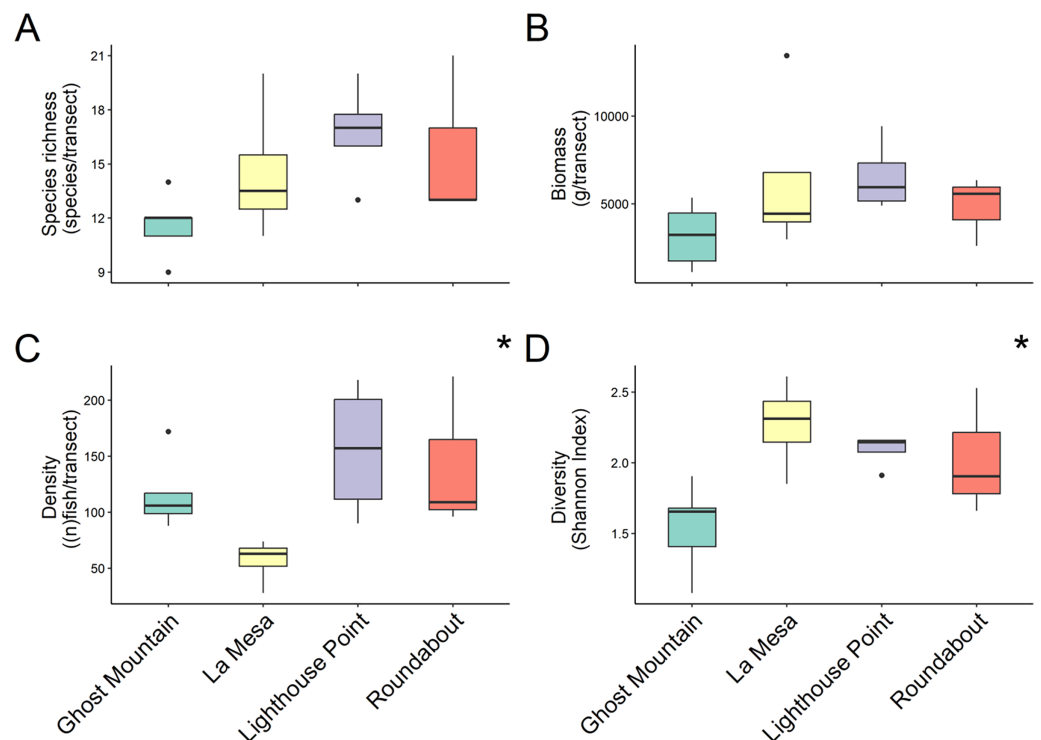 A
Species richness
(species/transect)
21
18
15
12
9
B
Biomass
(g/transect)
10000
5000
C
*
Density
((n)fish/transect)
200
150
100
50
Ghost Mountain
La Mesa
Lighthouse Point
Roundabout
D
*
Diversity
(Shannon Index)
2.5
2.0
1.5
Ghost Mountain
La Mesa
Lighthouse Point
Roundabout